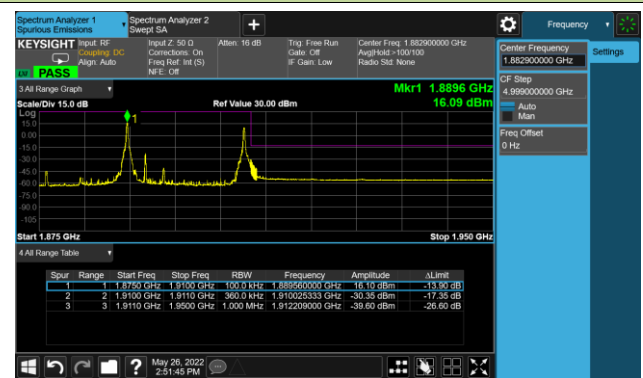 Spectrum Analyzer 1
Spurious Emissions
Spectrum Analyzer 2
Swept SA
Frequency
KEYSIGHT
Input: RF
Coupling: DC
Align: Auto
Input Z: 50 Ω
Corrections: On
Freq Ref: Int (S)
NFE: Off
Atten: 16 dB
Trig: Free Run
Gate: Off
IF Gain: Low
Center Freq: 1.882900000 GHz
Avg|Hold:>100/100
Radio Std: None
PASS
Center Frequency
1.882900000 GHz
Settings
CF Step
4.999000000 GHz
Auto
Man
Freq Offset
0 Hz
3 All Range Graph
Mkr1 1.8896 GHz
16.09 dBm
Scale/Div 15.0 dB
Ref Value 30.00 dBm
Log
15.0
0.00
-15.0
-30.0
-45.0
-60.0
-75.0
-90.0
-105
1
Start 1.875 GHz
Stop 1.950 GHz
4 All Range Table
Spur Range Start Freq Stop Freq RBW Frequency Amplitude ΔLimit
1 1 1.8750 GHz 1.9100 GHz 100.0 kHz 1.889560000 GHz 16.10 dBm -13.90 dB
2 2 1.9100 GHz 1.9110 GHz 360.0 kHz 1.910025333 GHz -30.35 dBm -17.35 dB
3 3 1.9110 GHz 1.9500 GHz 1.000 MHz 1.912209000 GHz -39.60 dBm -26.60 dB
May 26, 2022
2:51:45 PM